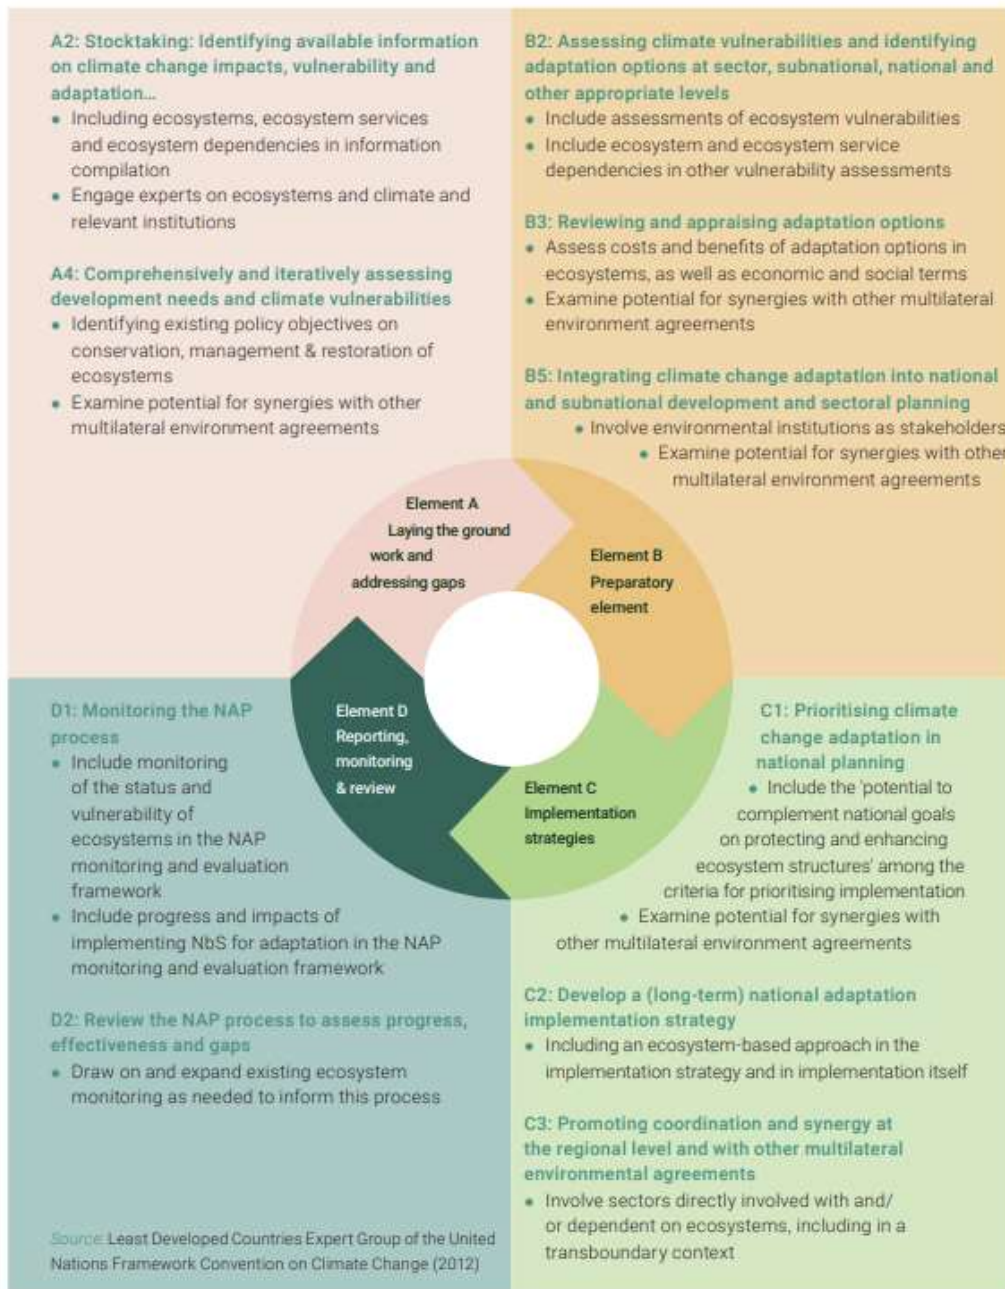 A2: Stocktaking: Identifying available information
on climate change impacts, vulnerability and
adaptation...
• Including ecosystems, ecosystem services
and ecosystem dependencies in information
compilation
• Engage experts on ecosystems and climate and
relevant institutions
A4: Comprehensively and iteratively assessing
development needs and climate vulnerabilities
• Identifying existing policy objectives on
conservation, management & restoration of
ecosystems
• Examine potential for synergies with other
multilateral environment agreements
B2: Assessing climate vulnerabilities and identifying
adaptation options at sector, subnational, national and
other appropriate levels
• Include assessments of ecosystem vulnerabilities
• Include ecosystem and ecosystem service
dependencies in other vulnerability assessments
B3: Reviewing and appraising adaptation options
• Assess costs and benefits of adaptation options in
ecosystems, as well as economic and social terms
• Examine potential for synergies with other multilateral
environment agreements
B5: Integrating climate change adaptation into national
and subnational development and sectoral planning
• Involve environmental institutions as stakeholders
• Examine potential for synergies with other
multilateral environment agreements
Element A
Laying the ground
work and
addressing gaps
Element B
Preparatory
element
Element D
Reporting,
monitoring
& review
Element C
Implementation
strategies
D1: Monitoring the NAP
process
• Include monitoring
of the status and
vulnerability of
ecosystems in the NAP
monitoring and evaluation
framework
• Include progress and impacts of
implementing NbS for adaptation in the NAP
monitoring and evaluation framework
D2: Review the NAP process to assess progress,
effectiveness and gaps
• Draw on and expand existing ecosystem
monitoring as needed to inform this process
Source: Least Developed Countries Expert Group of the United
Nations Framework Convention on Climate Change (2012)
C1: Prioritising climate
change adaptation in
national planning
• Include the 'potential to
complement national goals
on protecting and enhancing
ecosystem structures' among the
criteria for prioritising implementation
• Examine potential for synergies with
other multilateral environment agreements
C2: Develop a (long-term) national adaptation
implementation strategy
• Including an ecosystem-based approach in the
implementation strategy and in implementation itself
C3: Promoting coordination and synergy at
the regional level and with other multilateral
environmental agreements
• Involve sectors directly involved with and/
or dependent on ecosystems, including in a
transboundary context